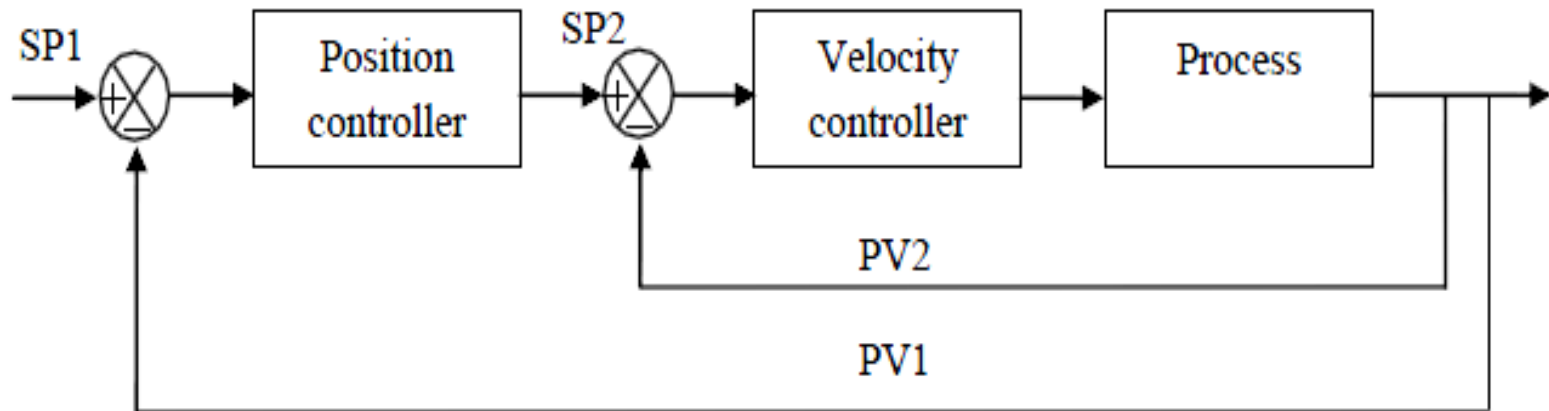 SP1
Position
controller
SP2
Velocity
controller
Process
PV2
PV1